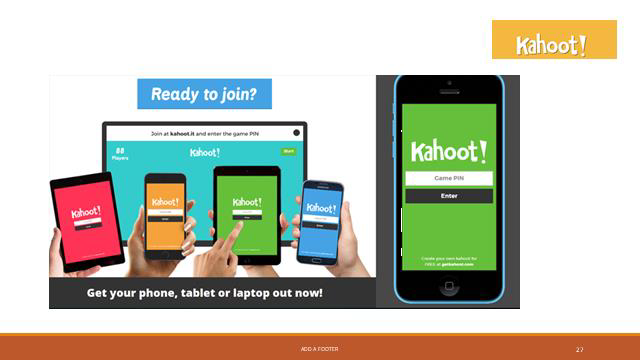 Kahoot!
Ready to join?
Join at kahoot.it and enter the game PIN
88
Players
Kahoot!
Start
Kahoot!
Kahoot!
Kahoot!
Kahoot!
Get your phone, tablet or laptop out now!
Kahoot!
Game PIN
Enter
Create your own kahoot for
FREE at getkahoot.com
ADD A FOOTER
27